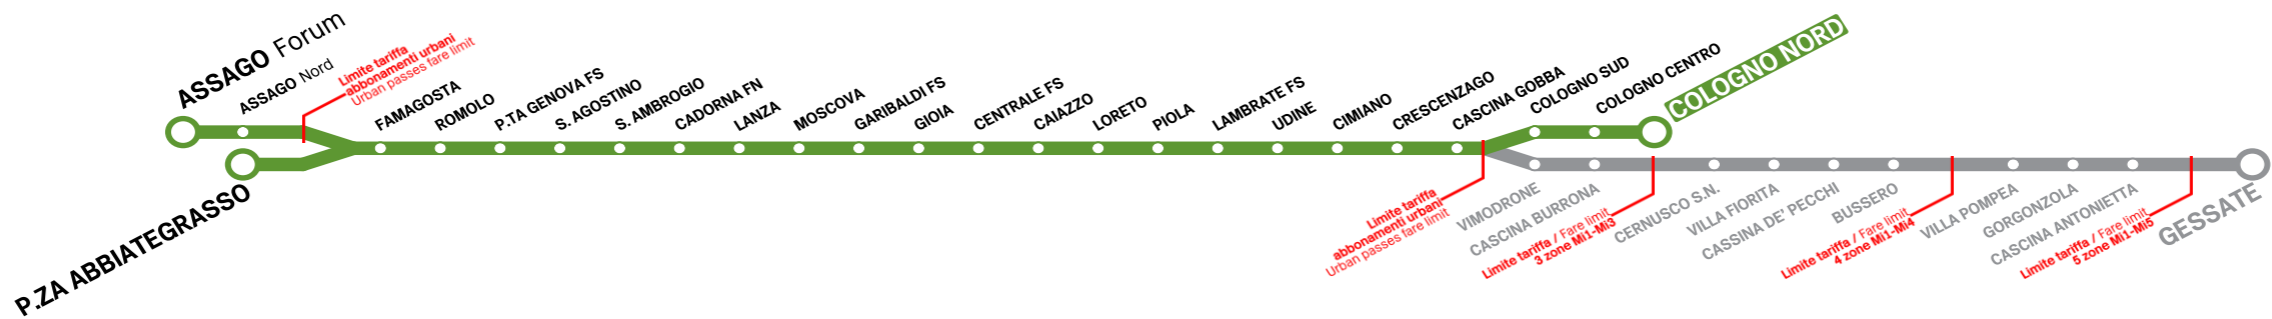 ASSAGO Forum
ASSAGO Nord
Limite tariffa
abbonamenti urbani
Urban passes fare limit
P.ZA ABBIATEGRASSO
FAMAGOSTA
ROMOLO
P.TA GENOVA FS
S. AGOSTINO
S. AMBROGIO
CADORNA FN
LANZA
MOSCOVA
GARIBALDI FS
GIOIA
CENTRALE FS
CAIAZZO
LORETO
PIOLA
LAMBRATE FS
UDINE
CIMIANO
CRESCENZAGO
CASCINA GOBBA
COLOGNO SUD
COLOGNO CENTRO
COLOGNO NORD
Limite tariffa
abbonamenti urbani
Urban passes fare limit
VIMODRONE
CASCINA BURRONA
Limite tariffa / Fare limit
3 zone Mi1-Mi3
CERNUSCO S.N.
VILLA FIORITA
CASSINA DE' PECCHI
BUSSERO
Limite tariffa / Fare limit
4 zone Mi1-Mi4
VILLA POMPEA
GORGONZOLA
CASCINA ANTONIETTA
Limite tariffa / Fare limit
5 zone Mi1-Mi5
GESSATE